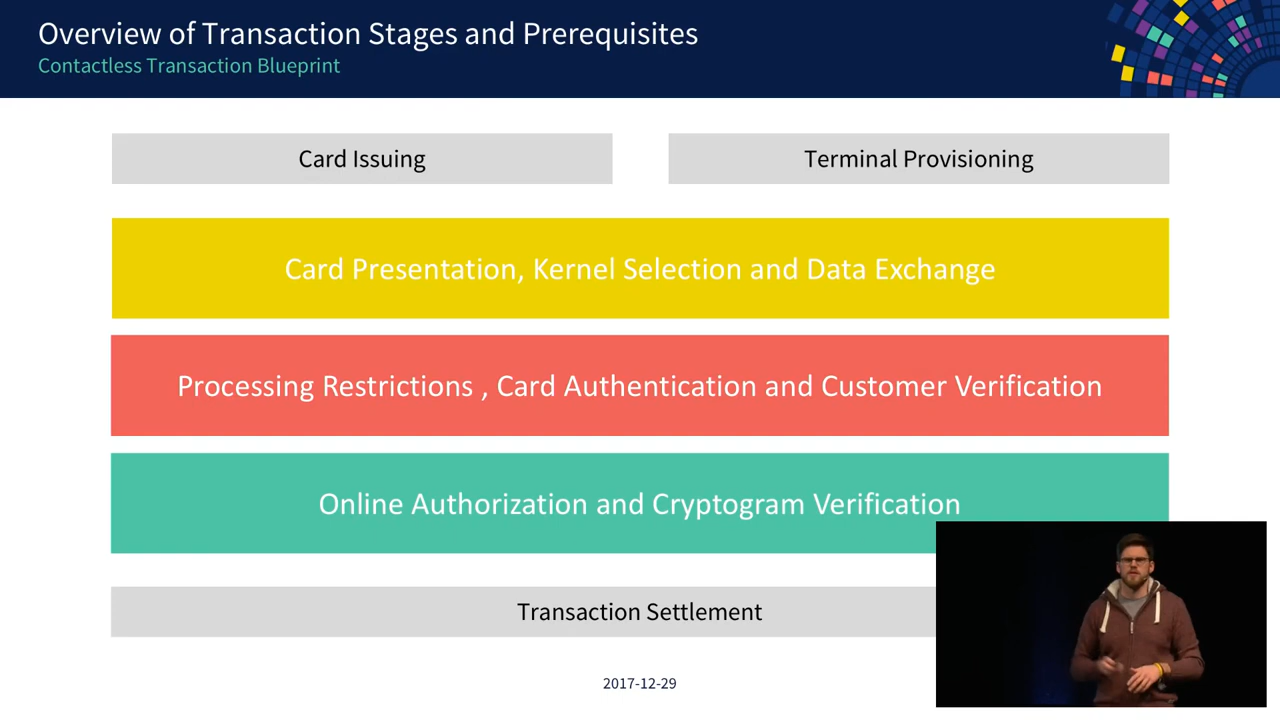 Overview of Transaction Stages and Prerequisites
Contactless Transaction Blueprint
Card Issuing
Terminal Provisioning
Card Presentation, Kernel Selection and Data Exchange
Processing Restrictions , Card Authentication and Customer Verification
Online Authorization and Cryptogram Verification
Transaction Settlement
2017-12-29